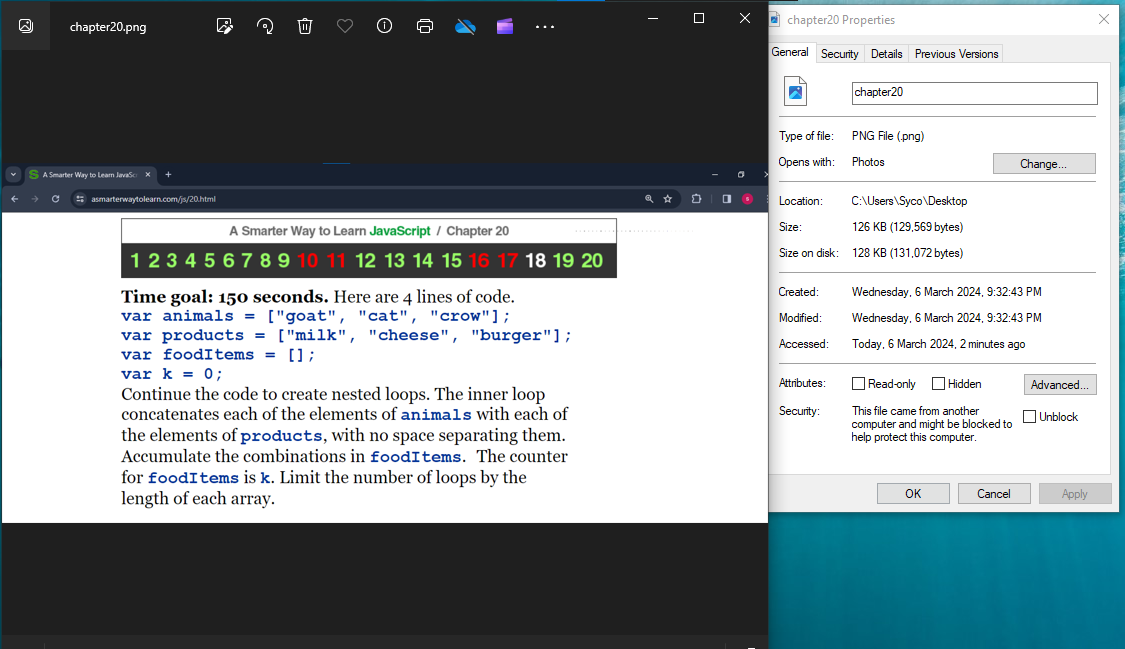 chapter20.png
A Smarter Way to Learn JavaSc
asmarterwaytolearn.com/js/20.html
A Smarter Way to Learn JavaScript / Chapter 20
1 2 3 4 5 6 7 8 9 10 11 12 13 14 15 16 17 18 19 20
Time goal: 150 seconds. Here are 4 lines of code.
var animals = ["goat", "cat", "crow"];
var products = ["milk", "cheese", "burger"];
var foodItems = [];
var k = 0;
Continue the code to create nested loops. The inner loop
concatenates each of the elements of animals with each of
the elements of products, with no space separating them.
Accumulate the combinations in foodItems. The counter
for foodItems is k. Limit the number of loops by the
length of each array.
chapter20 Properties
General Security Details Previous Versions
chapter20
Type of file: PNG File (.png)
Opens with: Photos Change...
Location: C:\Users\Syco\Desktop
Size: 126 KB (129,569 bytes)
Size on disk: 128 KB (131,072 bytes)
Created: Wednesday, 6 March 2024, 9:32:43 PM
Modified: Wednesday, 6 March 2024, 9:32:43 PM
Accessed: Today, 6 March 2024, 2 minutes ago
Attributes: Read-only Hidden Advanced...
Security: This file came from another
computer and might be blocked to
help protect this computer.
Unblock
OK Cancel Apply